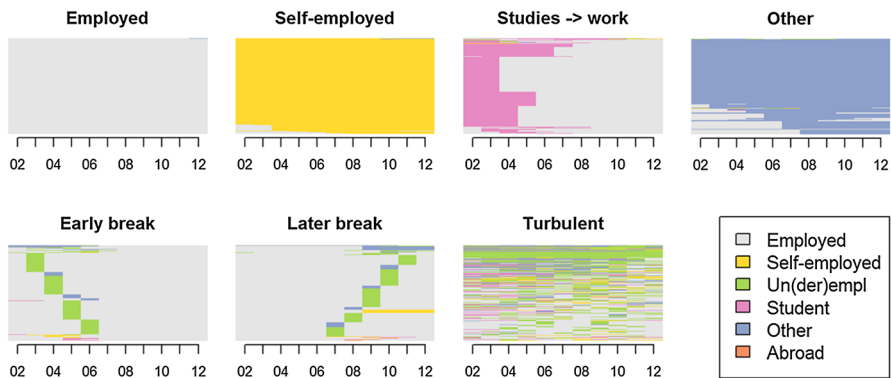 Employed
Self-employed
Studies -> work
Other
02 04 06 08 10 12
02 04 06 08 10 12
02 04 06 08 10 12
02 04 06 08 10 12
Early break
Later break
Turbulent
02 04 06 08 10 12
02 04 06 08 10 12
02 04 06 08 10 12
Employed
Self-employed
Un(der)empl
Student
Other
Abroad